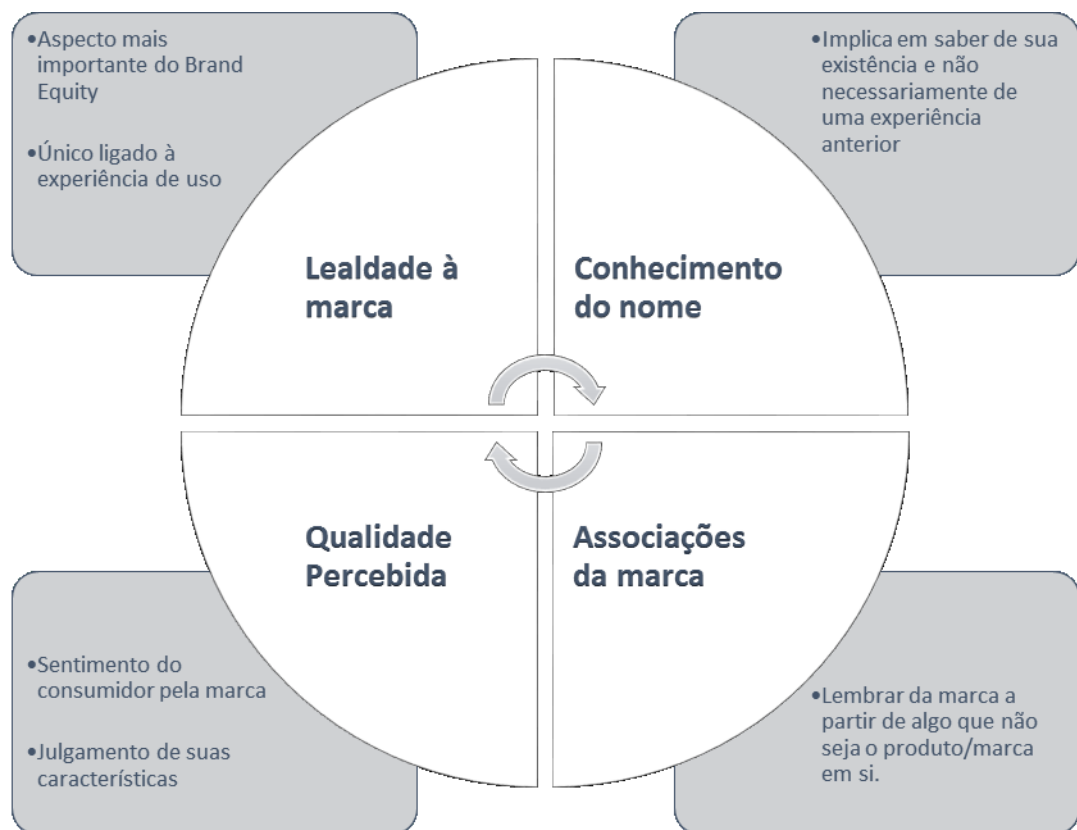 •Aspecto mais
importante do Brand
Equity
•Único ligado à
experiência de uso
•Implica em saber de sua
existência e não
necessariamente de
uma experiência
anterior
Lealdade à
marca
Conhecimento
do nome
Qualidade
Percebida
Associações
da marca
•Sentimento do
consumidor pela marca
•Julgamento de suas
características
•Lembrar da marca a
partir de algo que não
seja o produto/marca
em si.